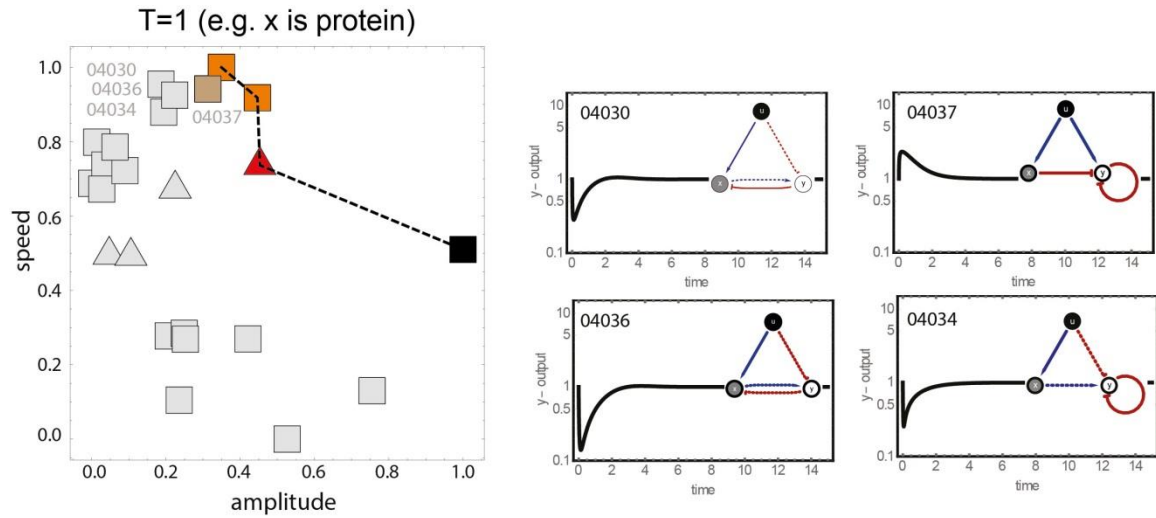 T=1 (e.g. x is protein)
speed
1.0
0.8
0.6
0.4
0.2
0.0
04030
04036
04034
04037
0.0 0.2 0.4 0.6 0.8 1.0
amplitude
04030
y- output
10
5
1
0.5
0.1
u
x
y
0 2 4 6 8 10 12 14
time
04037
y- output
10
5
1
0.5
0.1
u
x
y
0 2 4 6 8 10 12 14
time
04036
y- output
10
5
1
0.5
0.1
u
x
y
0 2 4 6 8 10 12 14
time
04034
y- output
10
5
1
0.5
0.1
u
x
y
0 2 4 6 8 10 12 14
time